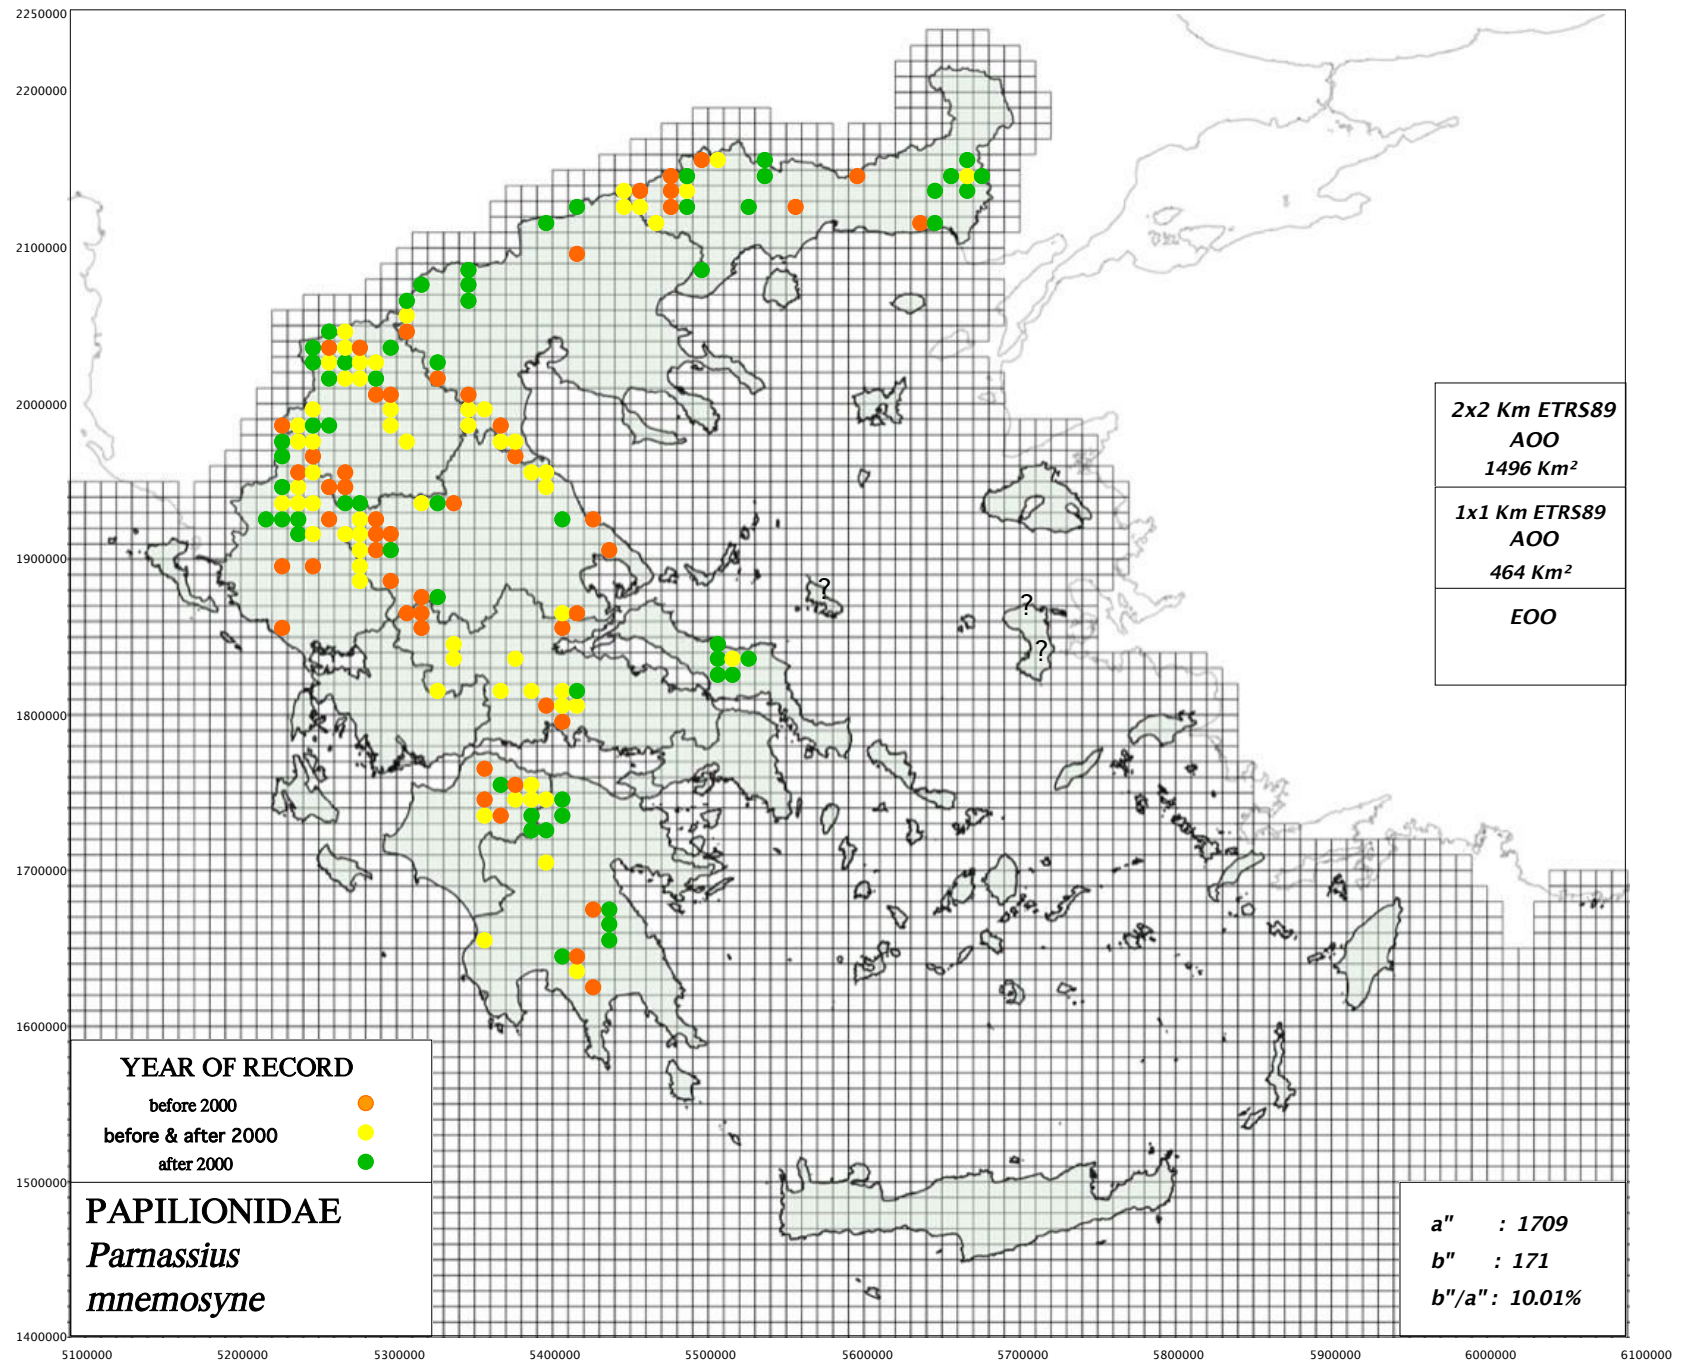 2250000
2200000
2100000
2000000
1900000
1800000
1700000
1600000
1500000
1400000
5100000 5200000 5300000 5400000 5500000 5600000 5700000 5800000 5900000 6000000 6100000
?
?
?
2x2 Km ETRS89
AOO
1496 Km²
1x1 Km ETRS89
AOO
464 Km²
EOO
YEAR OF RECORD
before 2000
before & after 2000
after 2000
PAPILIONIDAE
Parnassius
mnemosyne
a" : 1709
b" : 171
b"/a" : 10.01%